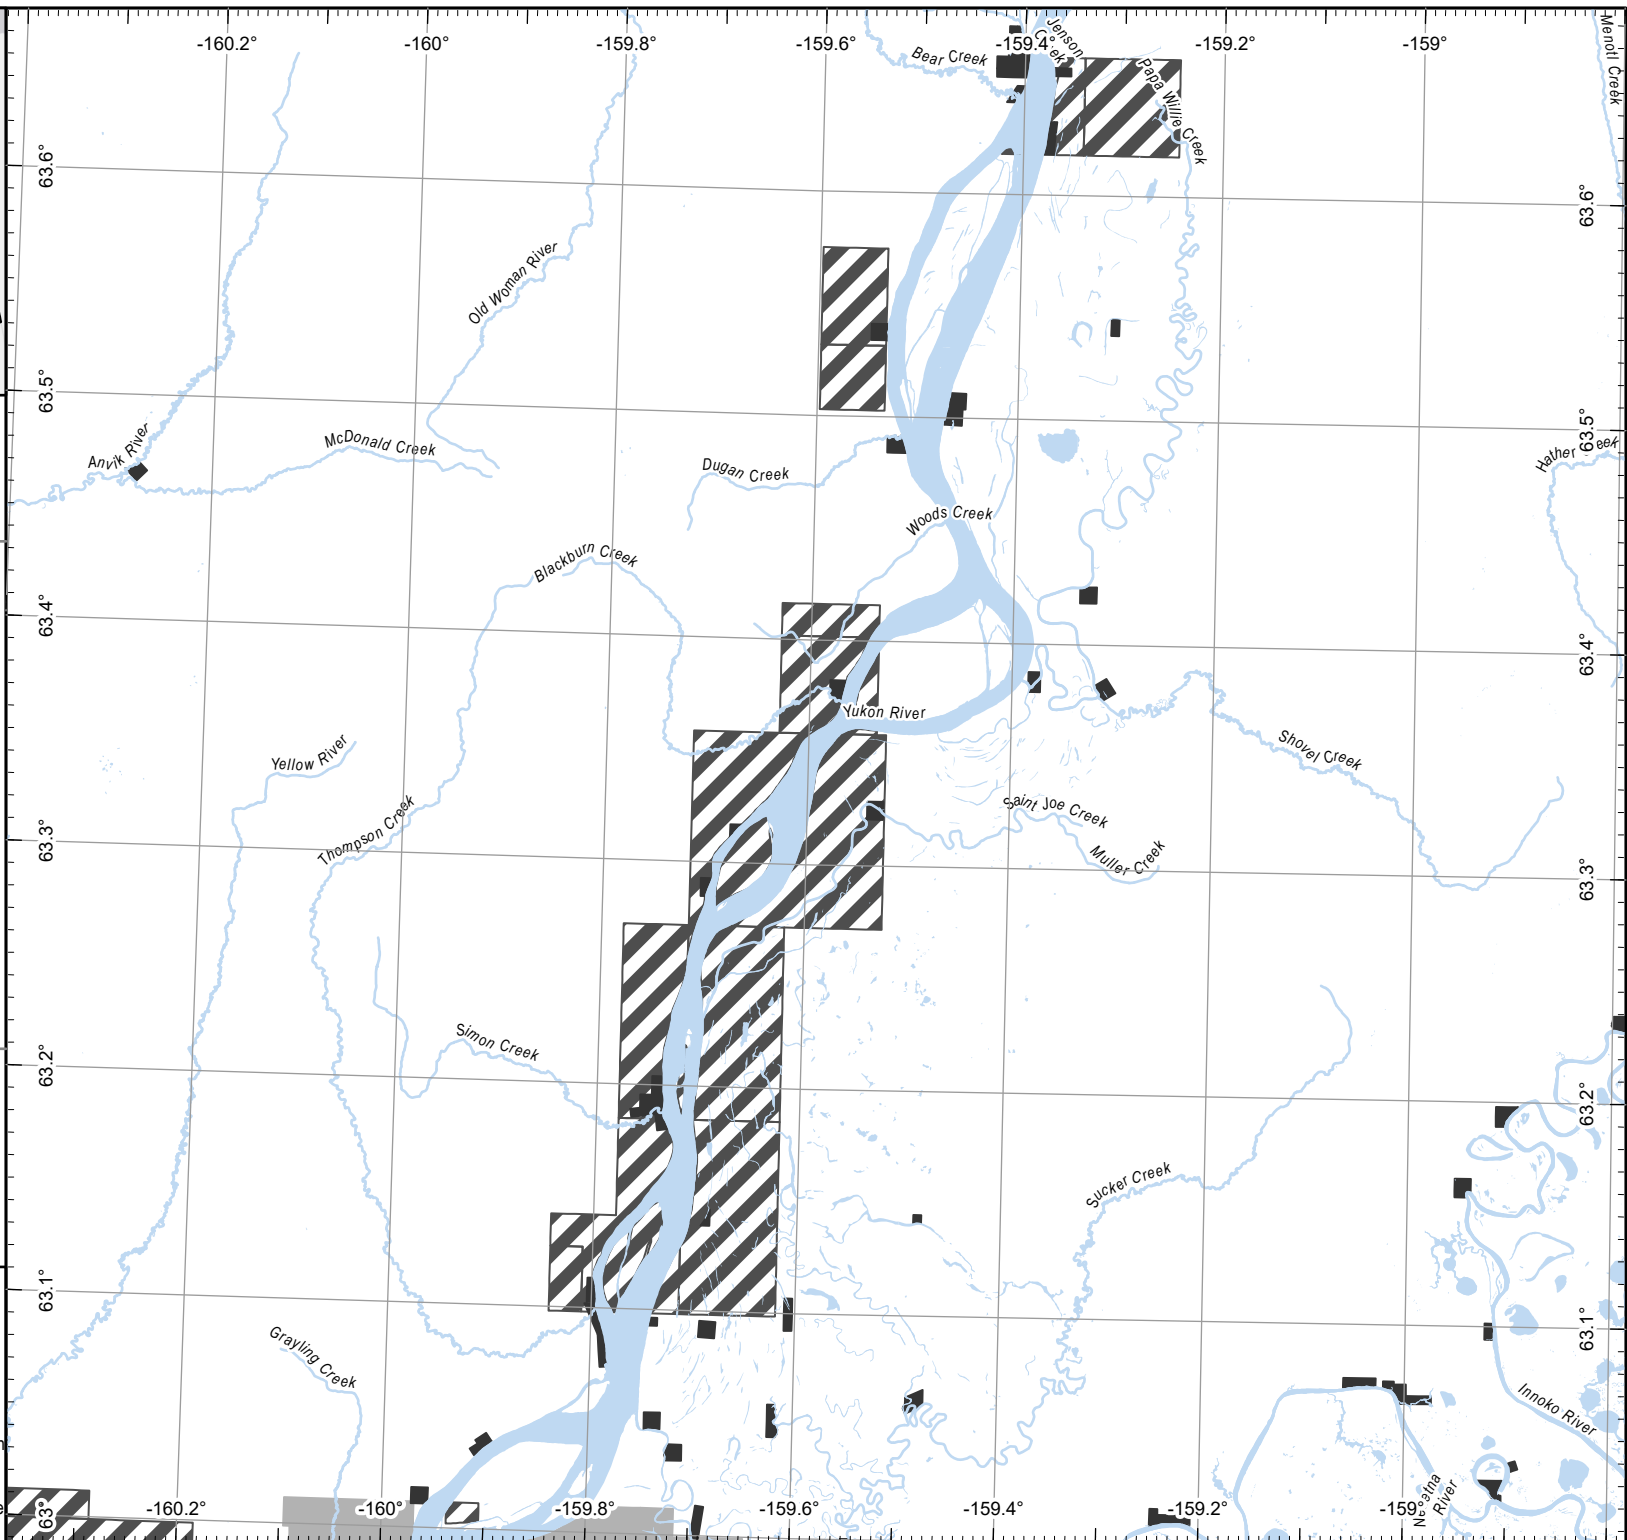 -160.2°
-160°
-159.8°
-159.6°
-159.4°
-159.2°
-159°
Jenson
Bear Creek
Papa Willie Creek
Menotl Creek
63.6°
63.6°
Old Woman River
63.5°
63.5°
Anvik River
McDonald Creek
Dugan Creek
Woods Creek
Blackburn Creek
63.4°
63.4°
Yukon River
Yellow River
Shovel Creek
Saint Joe Creek
Thompson Creek
Muller Creek
63.3°
63.3°
Simon Creek
63.2°
63.2°
Sucker Creek
63.1°
63.1°
Grayling Creek
Innoko River
River
63°
-160.2°
-160°
-159.8°
-159.6°
-159.4°
-159.2°
-159°